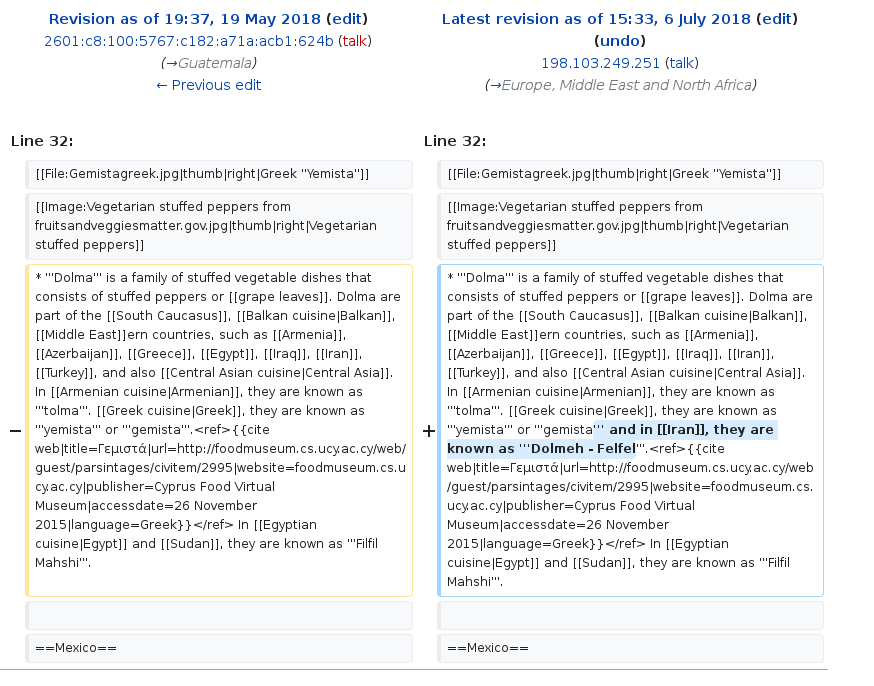 Revision as of 19:37, 19 May 2018 (edit)
2601:c8:100:5767:c182:a71a:acb1:624b (talk)
(→Guatemala)
← Previous edit
Latest revision as of 15:33, 6 July 2018 (edit)
(undo)
198.103.249.251 (talk)
(→Europe, Middle East and North Africa)
Line 32:
[[File:Gemistagreek.jpg|thumb|right|Greek "Yemista"]]
[[Image:Vegetarian stuffed peppers from
fruitsandveggiesmatter.gov.jpg|thumb|right|Vegetarian
stuffed peppers]]
−
* '''Dolma''' is a family of stuffed vegetable dishes that
consists of stuffed peppers or [[grape leaves]]. Dolma are
part of the [[South Caucasus]], [[Balkan cuisine|Balkan]],
[[Middle East]]ern countries, such as [[Armenia]],
[[Azerbaijan]], [[Greece]], [[Egypt]], [[Iraq]], [[Iran]],
[[Turkey]], and also [[Central Asian cuisine|Central Asia]].
In [[Armenian cuisine|Armenian]], they are known as
'''tolma'''. [[Greek cuisine|Greek]], they are known as
'''yemista''' or '''gemista'''.<ref>{{cite
web|title=Γεμιστά|url=http://foodmuseum.cs.ucy.ac.cy/web/
guest/parsintages/civitem/2995|website=foodmuseum.cs.u
cy.ac.cy|publisher=Cyprus Food Virtual
Museum|accessdate=26 November
2015|language=Greek}}</ref> In [[Egyptian
cuisine|Egypt]] and [[Sudan]], they are known as '''Filfil
Mahshi'''.
==Mexico==
Line 32:
[[File:Gemistagreek.jpg|thumb|right|Greek "Yemista"]]
[[Image:Vegetarian stuffed peppers from
fruitsandveggiesmatter.gov.jpg|thumb|right|Vegetarian
stuffed peppers]]
+
* '''Dolma''' is a family of stuffed vegetable dishes that
consists of stuffed peppers or [[grape leaves]]. Dolma are
part of the [[South Caucasus]], [[Balkan cuisine|Balkan]],
[[Middle East]]ern countries, such as [[Armenia]],
[[Azerbaijan]], [[Greece]], [[Egypt]], [[Iraq]], [[Iran]],
[[Turkey]], and also [[Central Asian cuisine|Central Asia]].
In [[Armenian cuisine|Armenian]], they are known as
'''tolma'''. [[Greek cuisine|Greek]], they are known as
'''yemista''' or '''gemista''' and in [[Iran]], they are
known as '''Dolmeh - Felfel'''.<ref>{{cite
web|title=Γεμιστά|url=http://foodmuseum.cs.ucy.ac.cy/web
/guest/parsintages/civitem/2995|website=foodmuseum.cs.
ucy.ac.cy|publisher=Cyprus Food Virtual
Museum|accessdate=26 November
2015|language=Greek}}</ref> In [[Egyptian
cuisine|Egypt]] and [[Sudan]], they are known as '''Filfil
Mahshi'''.
==Mexico==